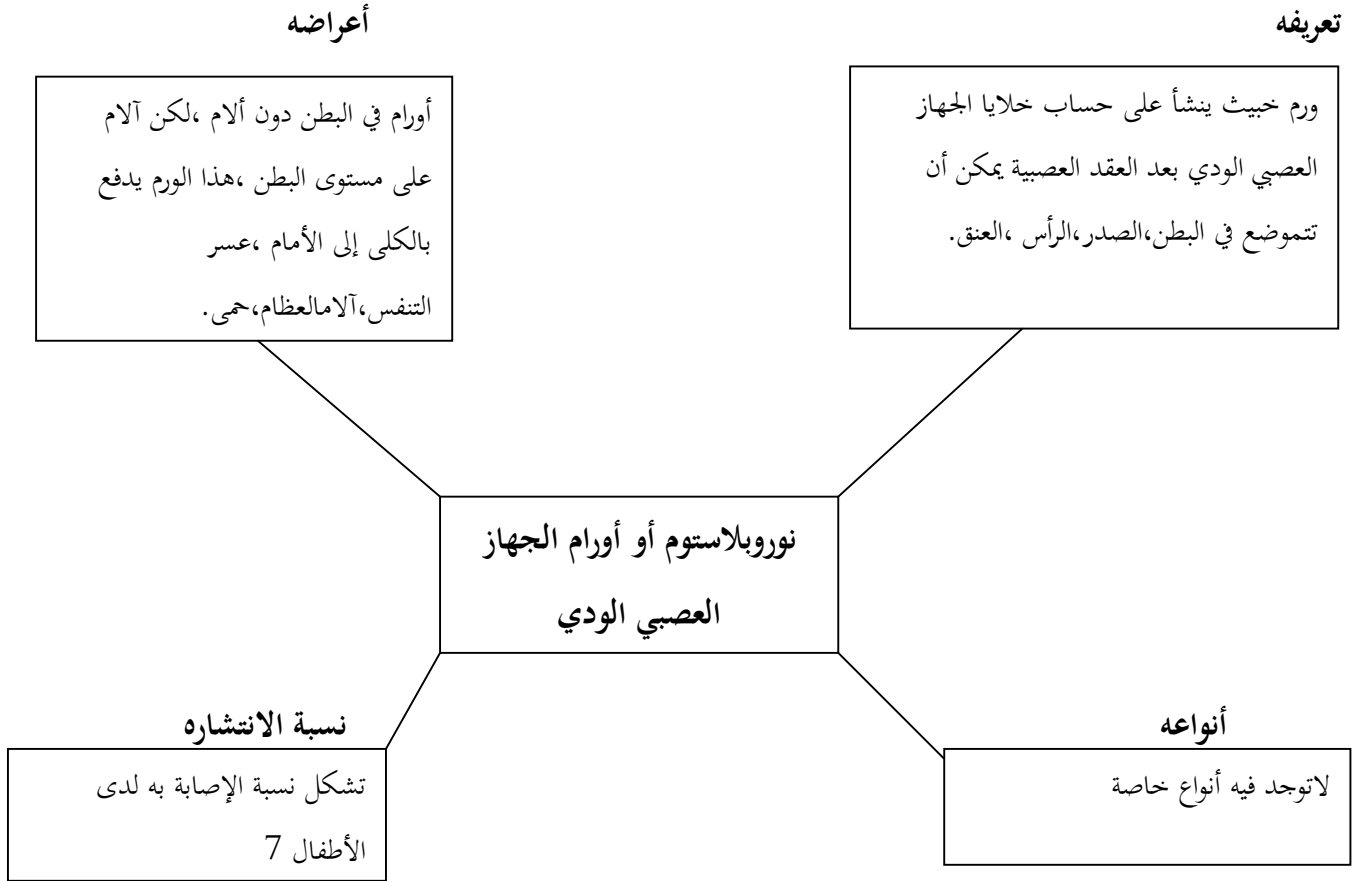 تعريفه
ورم خبيث ينشأ على حساب خلايا الجهاز
العصبي الودي بعد العقد العصبية يمكن أن
تتموضع في البطن،الصدر،الرأس ،العنق.
أعراضه
أورام في البطن دون ألام ،لكن آلام
على مستوى البطن ،هذا الورم يدفع
بالكلى إلى الأمام ،عسر
التنفس،آلامالعظام،حمى.
نوروبلاستوم أو أورام الجهاز
العصبي الودي
أنواعه
لاتوجد فيه أنواع خاصة
نسبة الانتشاره
تشكل نسبة الإصابة به لدى
الأطفال 7